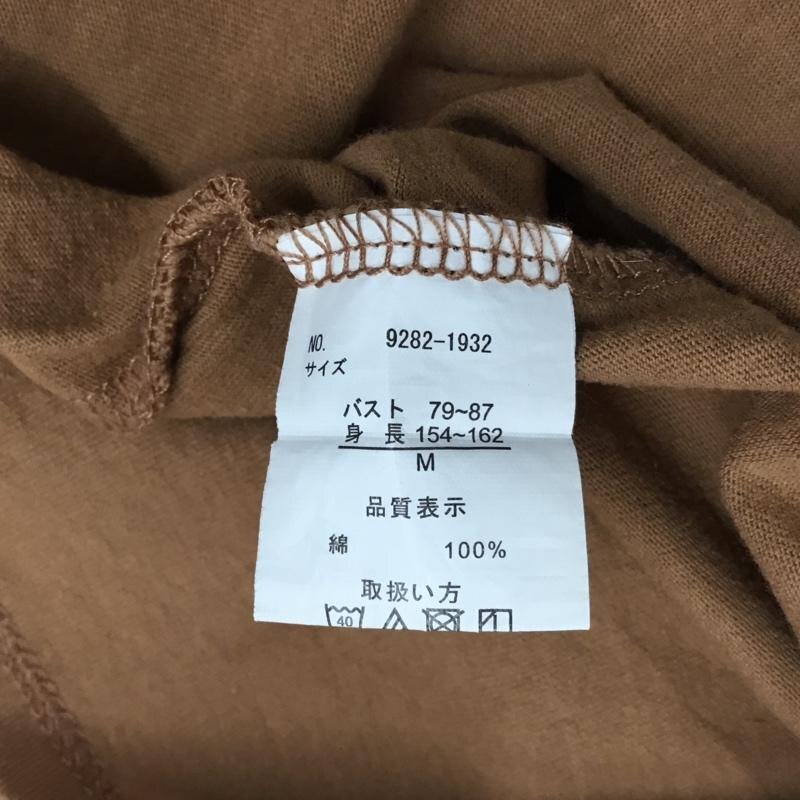 NO. 9282-1932
サイズ
バスト 79~87
身 長 154~162
M
品質表示
綿 100%
取扱い方
40